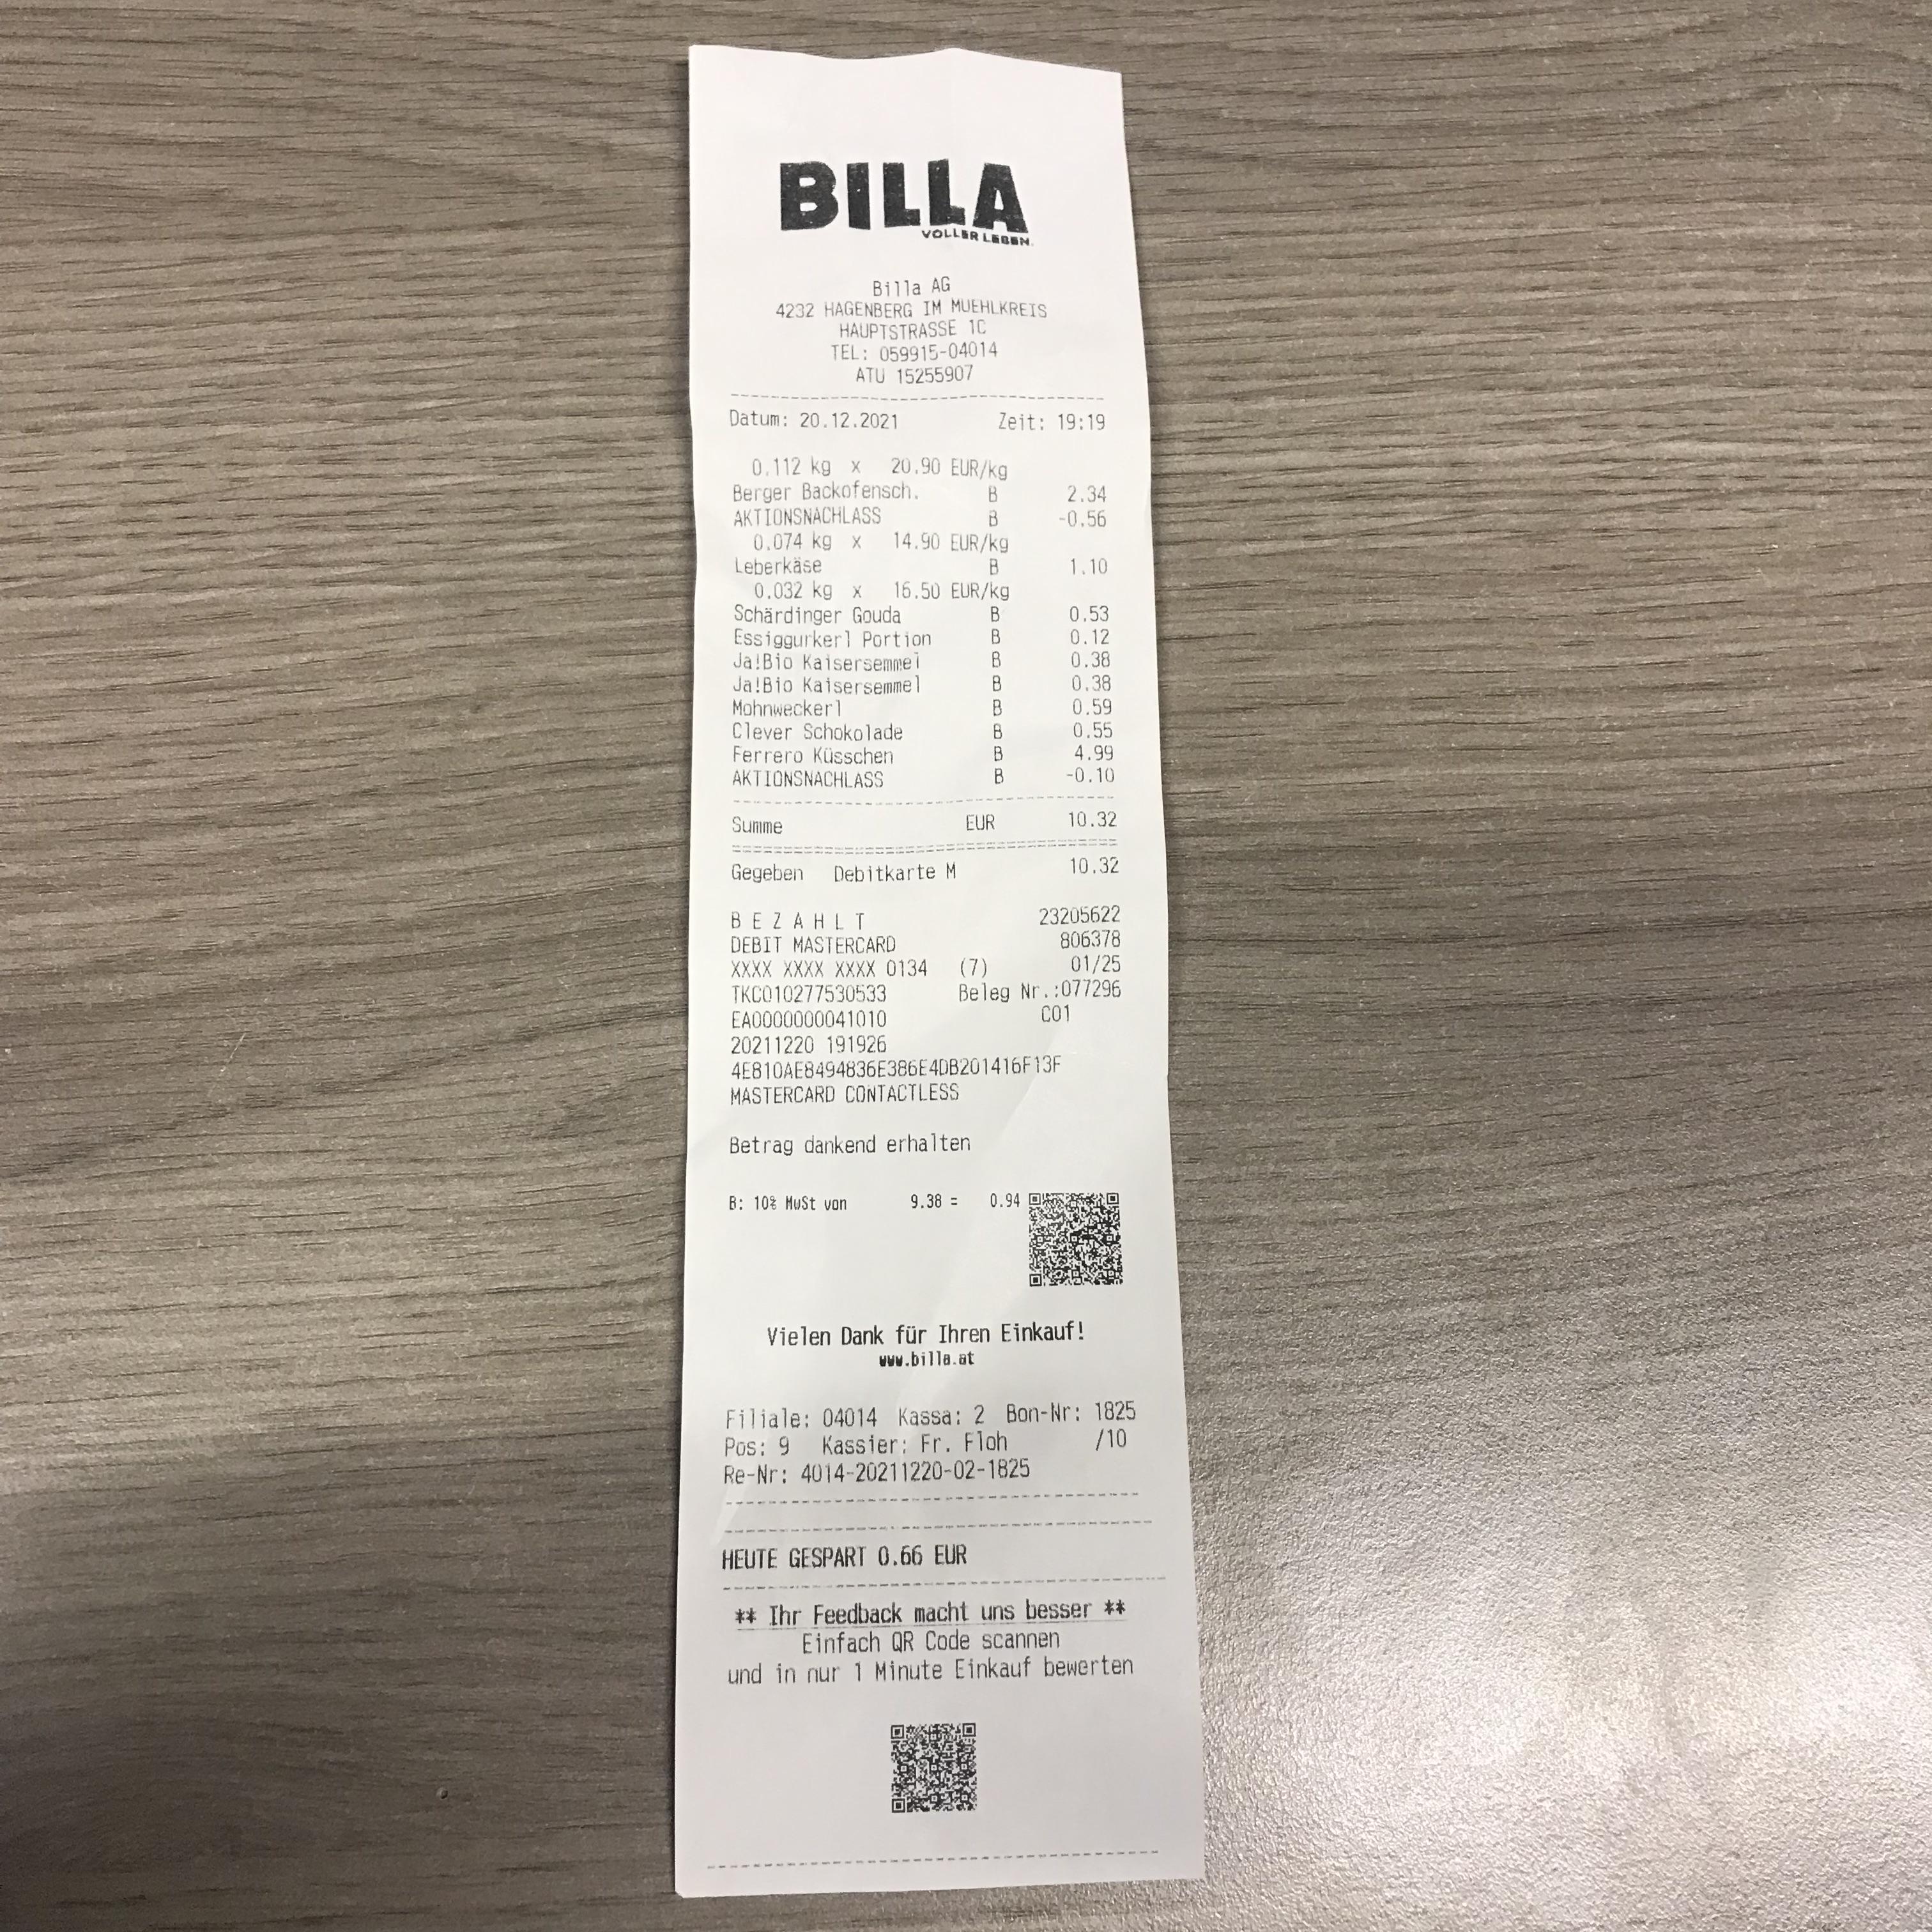 BILLA
VOLLER LEBEN.
Billa AG
4232 HAGENBERG IM MUEHLKREIS
HAUPTSTRASSE 1C
TEL: 059915-04014
ATU 15255907
Datum: 20.12.2021 Zeit: 19:19
0.112 kg x 20.90 EUR/kg
Berger Backofensch. B 2.34
AKTIONSNACHLASS B -0.56
0.074 kg x 14.90 EUR/kg
Leberkäse B 1.10
0.032 kg x 16.50 EUR/kg
Schärdinger Gouda B 0.53
Essiggurkerl Portion B 0.12
Ja!Bio Kaisersemmel B 0.38
Ja!Bio Kaisersemmel B 0.38
Mohnweckerl B 0.59
Clever Schokolade B 0.55
Ferrero Küsschen B 4.99
AKTIONSNACHLASS B -0.10
Summe EUR 10.32
Gegeben Debitkarte M 10.32
B E Z A H L T 23205622
DEBIT MASTERCARD 806378
XXXX XXXX XXXX 0134 (7) 01/25
TKC010277530533 Beleg Nr.:077296
EA0000000041010 C01
20211220 191926
4E810AE8494836E386E4DB201416F13F
MASTERCARD CONTACTLESS
Betrag dankend erhalten
B: 10% MwSt von 9.38 = 0.94
Vielen Dank für Ihren Einkauf!
www.billa.at
Filiale: 04014 Kassa: 2 Bon-Nr: 1825
Pos: 9 Kassier: Fr. Floh /10
Re-Nr: 4014-20211220-02-1825
HEUTE GESPART 0.66 EUR
** Ihr Feedback macht uns besser **
Einfach QR Code scannen
und in nur 1 Minute Einkauf bewerten